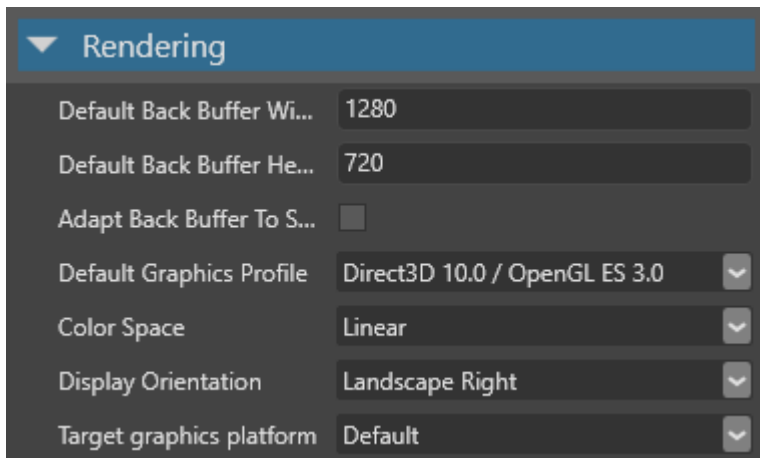 Rendering
Default Back Buffer Wi... 1280
Default Back Buffer He... 720
Adapt Back Buffer To S...
Default Graphics Profile Direct3D 10.0 / OpenGL ES 3.0
Color Space Linear
Display Orientation Landscape Right
Target graphics platform Default